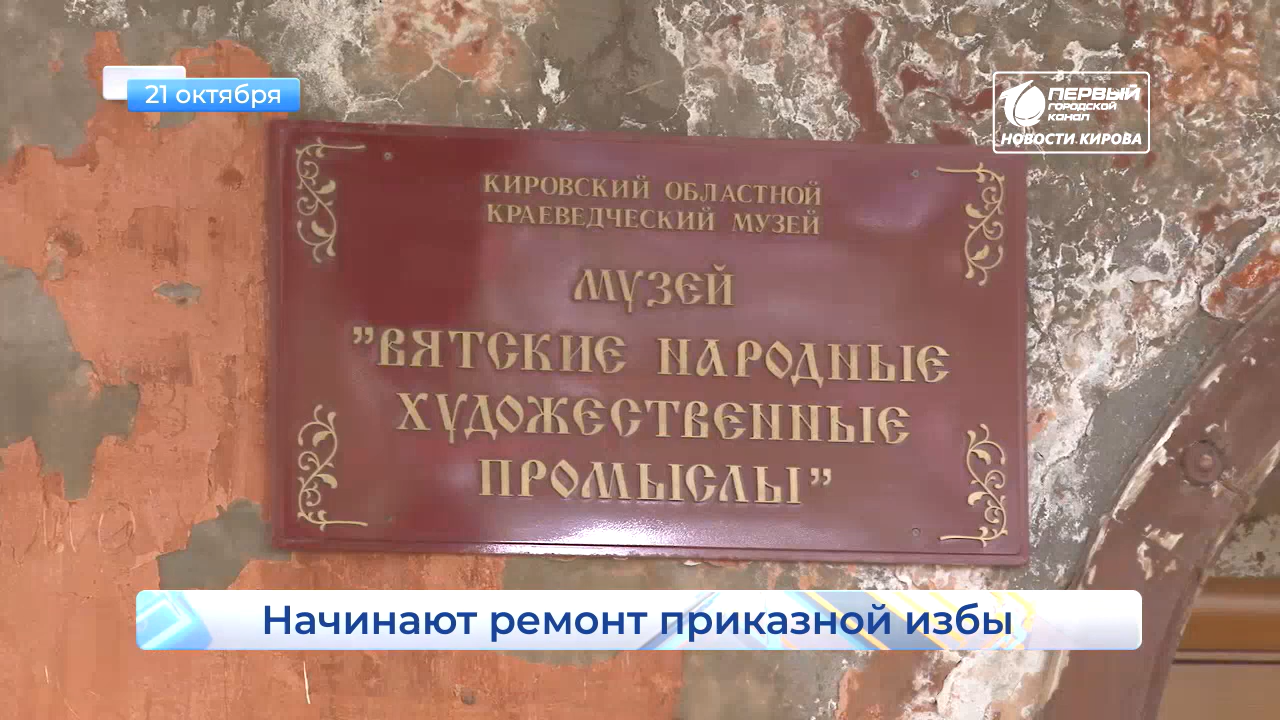 21 октября
ПЕРВЫЙ
ГОРОДСКОЙ
КАНАЛ
НОВОСТИ КИРОВА
КИРОВСКИЙ ОБЛАСТНОЙ
КРАЕВЕДЧЕСКИЙ МУЗЕЙ
МУЗЕЙ
"ВЯТСКИЕ НАРОДНЫЕ
ХУДОЖЕСТВЕННЫЕ
ПРОМЫСЛЫ"
Начинают ремонт приказной избы